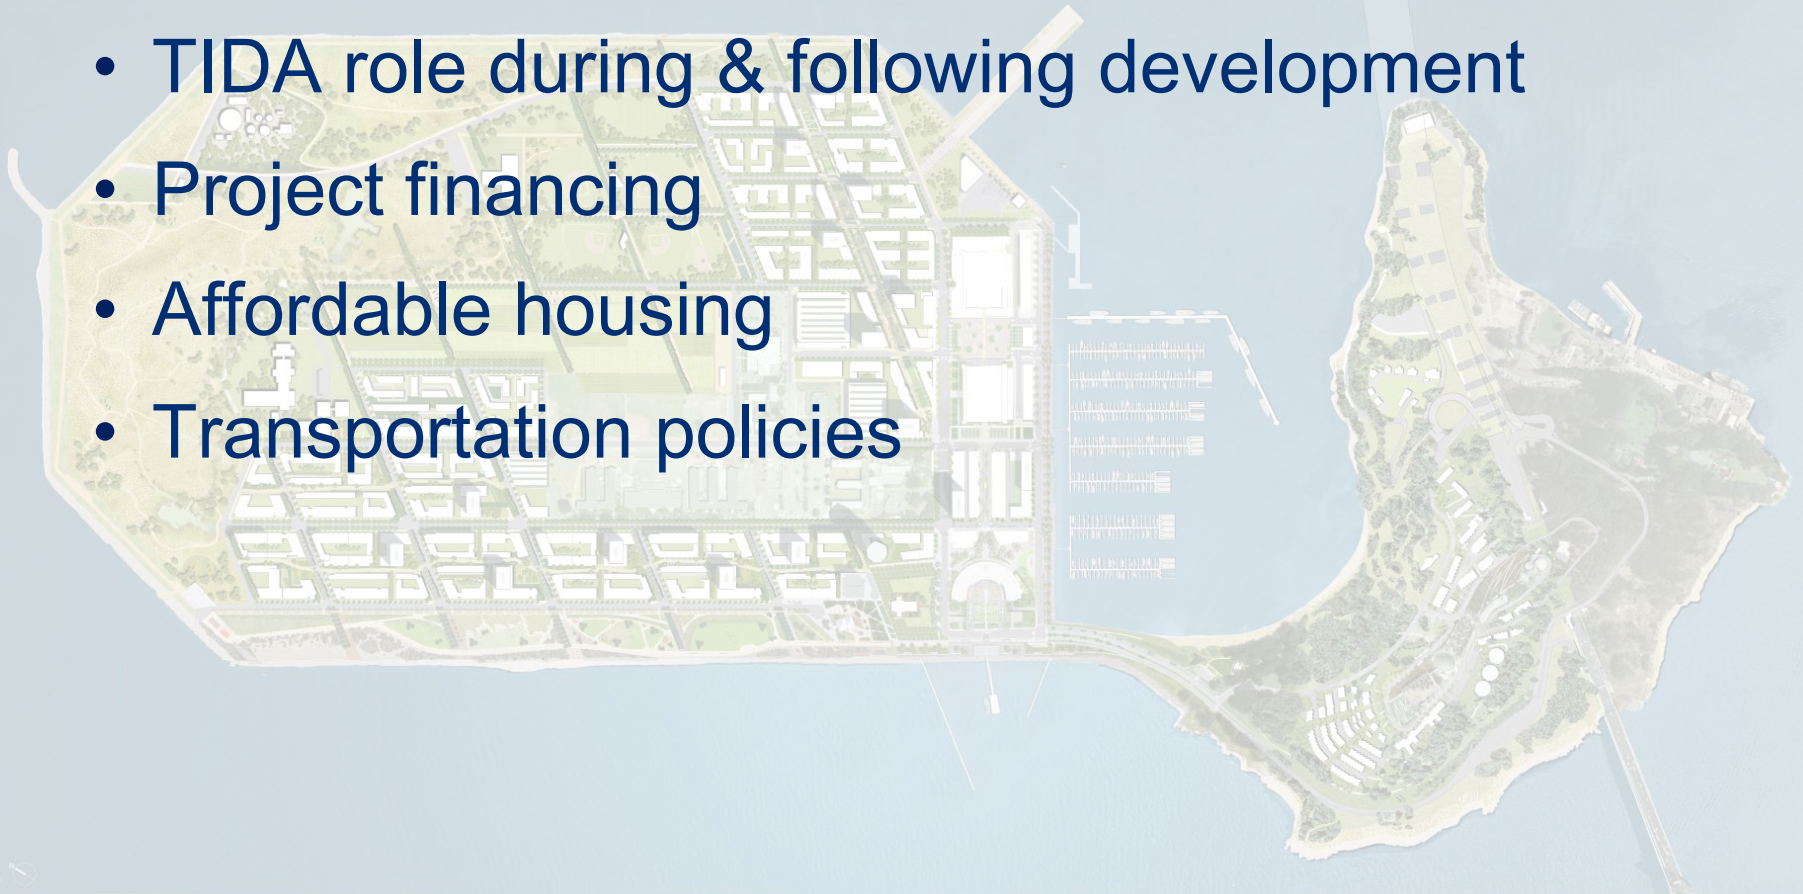 • TIDA role during & following development
• Project financing
• Affordable housing
• Transportation policies